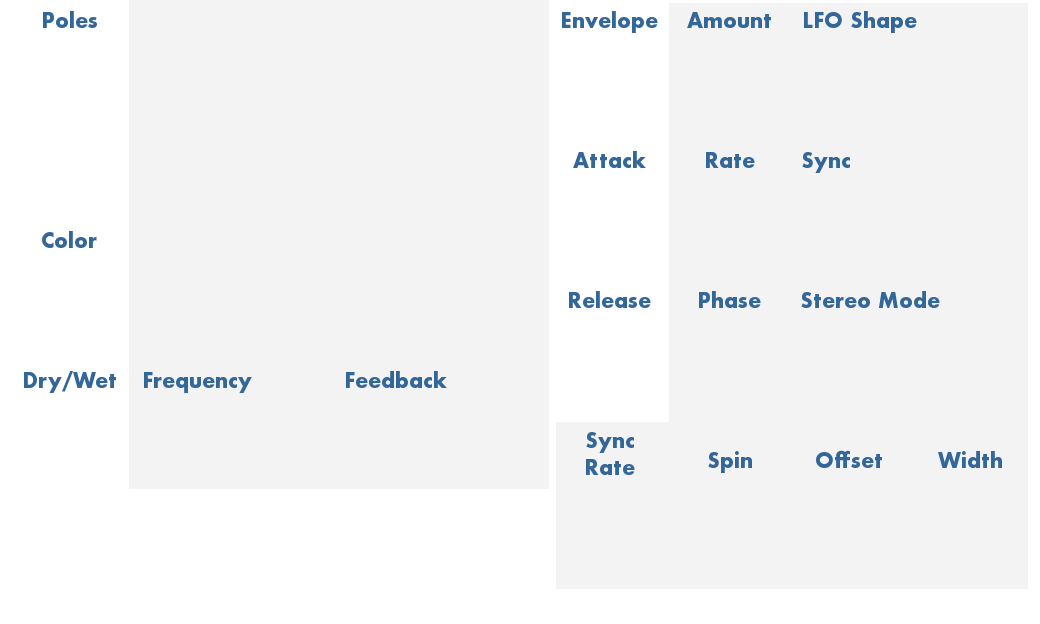 Poles
Envelope
Amount
LFO Shape
Attack
Rate
Sync
Color
Release
Phase
Stereo Mode
Dry/Wet
Frequency
Feedback
Sync
Rate
Spin
Offset
Width